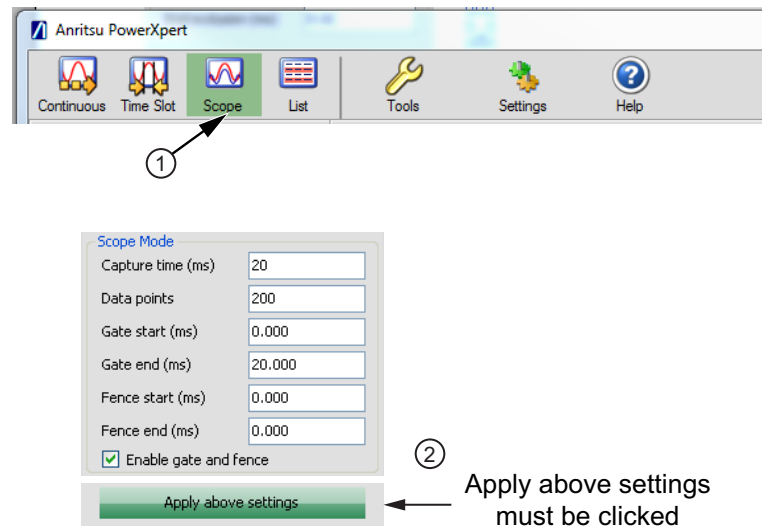 Anritsu PowerXpert
Continuous Time Slot Scope List Tools Settings Help
1
Scope Mode
Capture time (ms) 20
Data points 200
Gate start (ms) 0.000
Gate end (ms) 20.000
Fence start (ms) 0.000
Fence end (ms) 0.000
Enable gate and fence
2
Apply above settings
Apply above settings
must be clicked